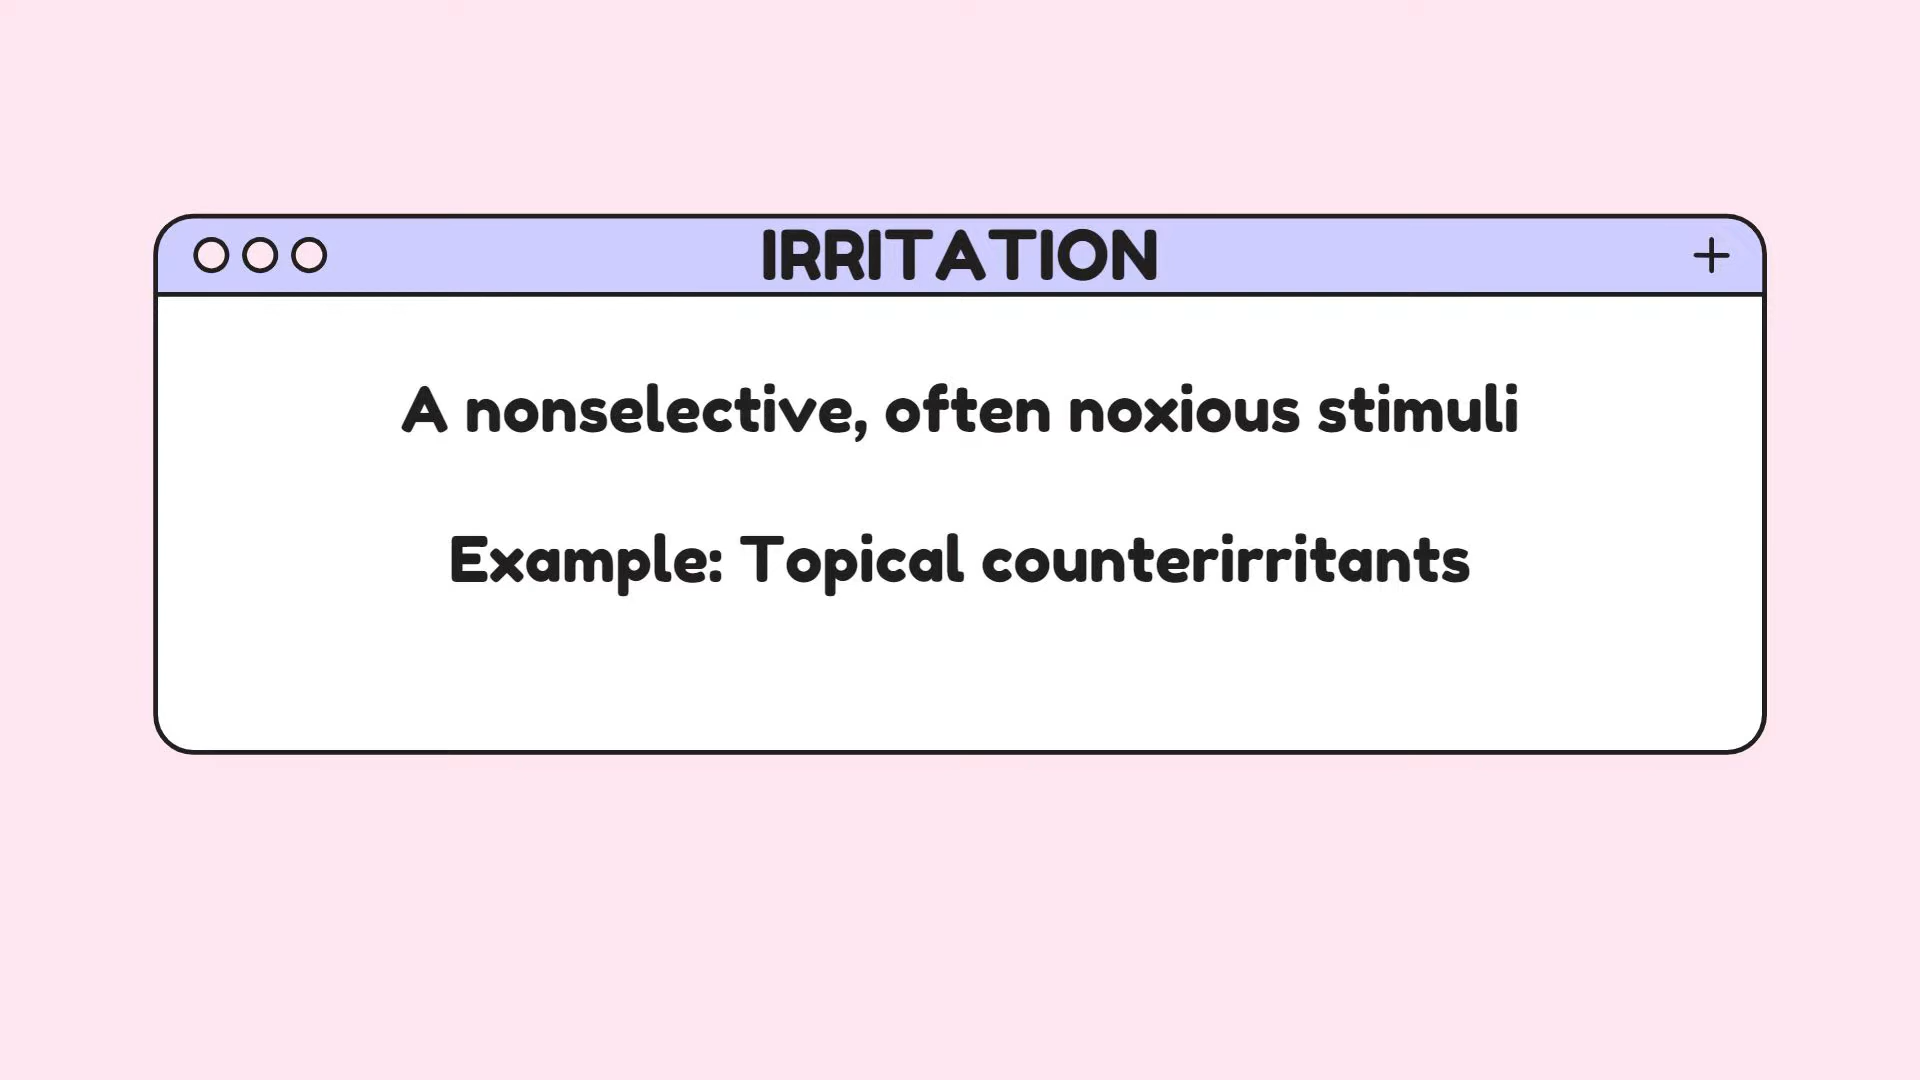 IRRITATION
A nonselective, often noxious stimuli
Example: Topical counterirritants